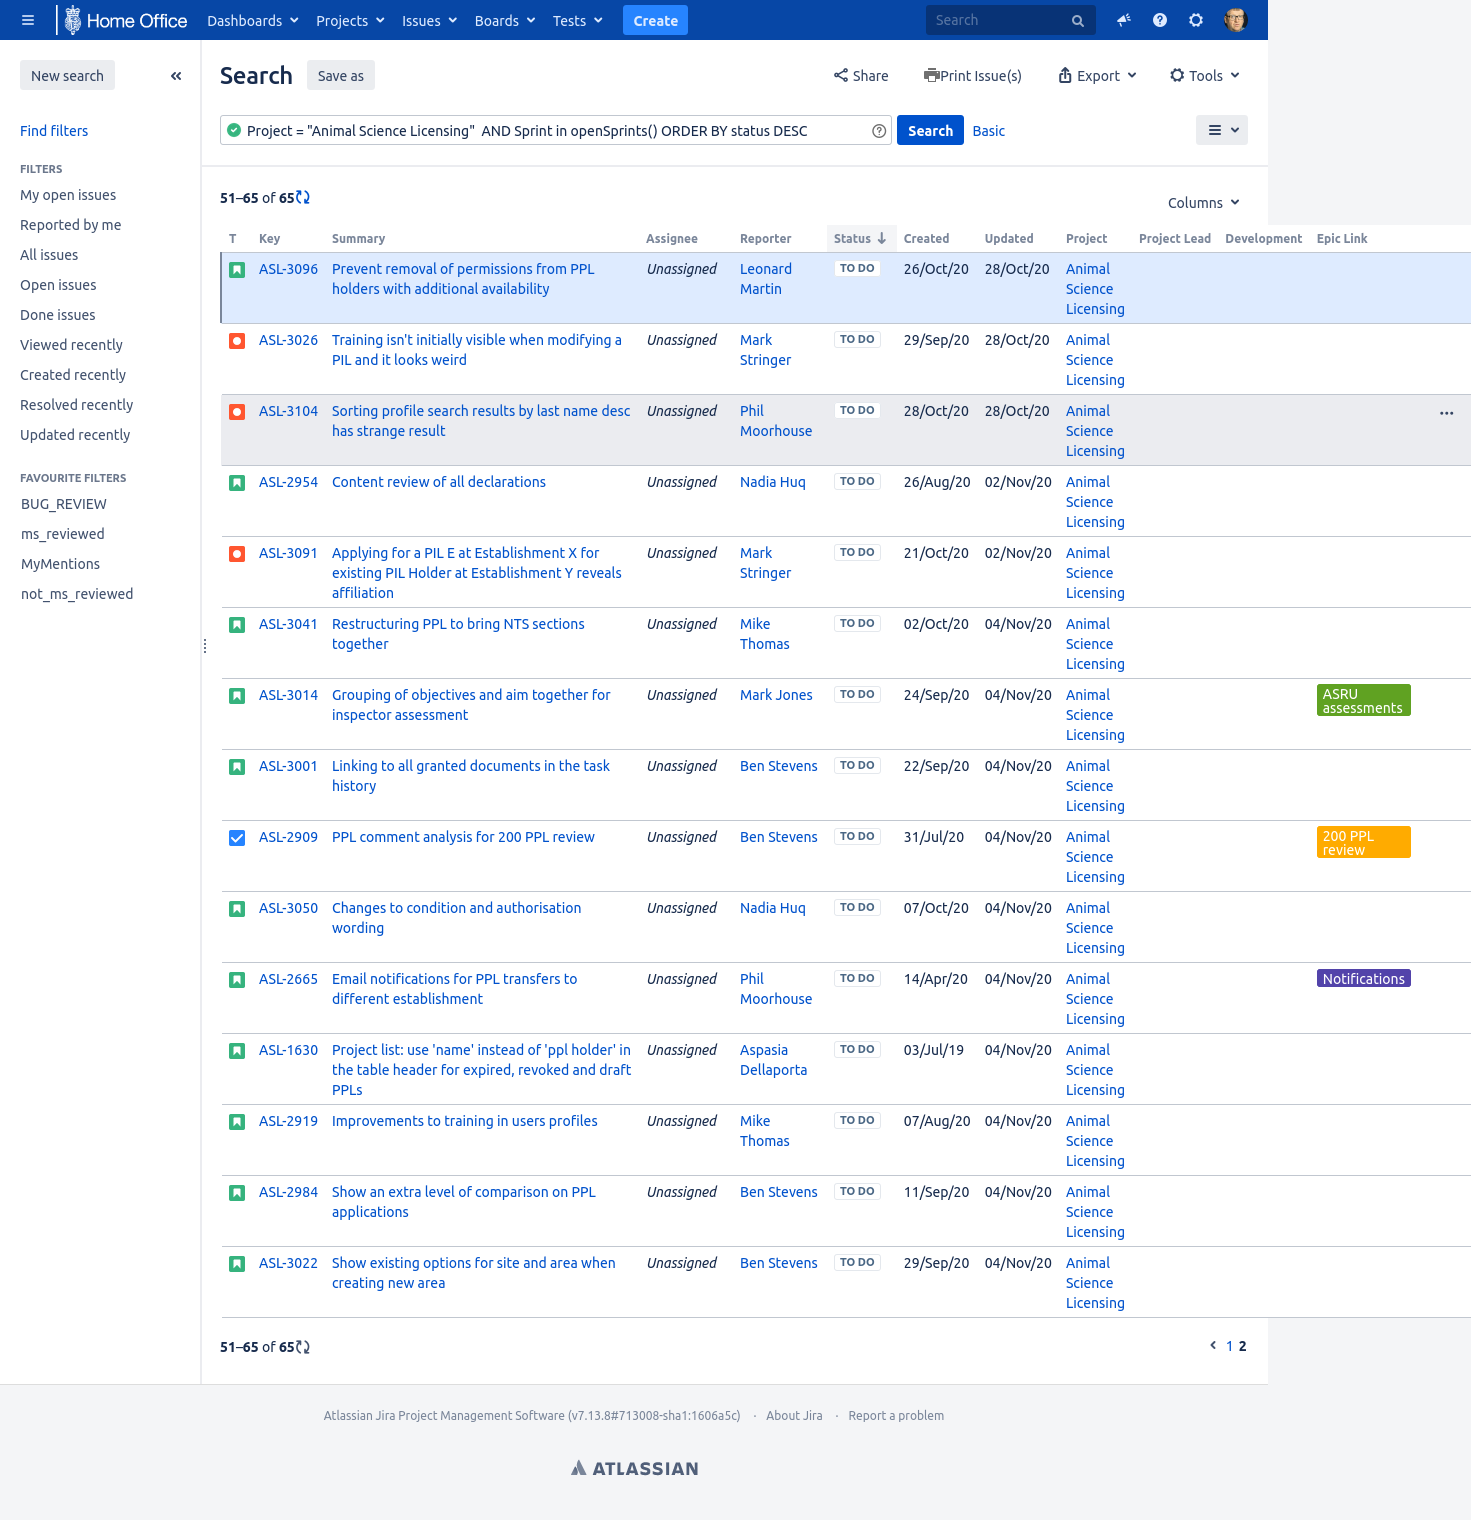 Home Office Dashboards Projects Issues Boards Tests Create Search
New search
Search Save as Share Print Issue(s) Export Tools
Project = "Animal Science Licensing"  AND Sprint in openSprints() ORDER BY status DESC Search Basic
Find filters
FILTERS
My open issues
Reported by me
All issues
Open issues
Done issues
Viewed recently
Created recently
Resolved recently
Updated recently
FAVOURITE FILTERS
BUG_REVIEW
ms_reviewed
MyMentions
not_ms_reviewed
51–65 of 65
Columns
T Key Summary Assignee Reporter Status Created Updated Project Project Lead Development Epic Link
ASL-3096 Prevent removal of permissions from PPL Unassigned Leonard TO DO 26/Oct/20 28/Oct/20 Animal
holders with additional availability Martin Science
Licensing
ASL-3026 Training isn't initially visible when modifying a Unassigned Mark TO DO 29/Sep/20 28/Oct/20 Animal
PIL and it looks weird Stringer Science
Licensing
ASL-3104 Sorting profile search results by last name desc Unassigned Phil TO DO 28/Oct/20 28/Oct/20 Animal
has strange result Moorhouse Science
Licensing
ASL-2954 Content review of all declarations Unassigned Nadia Huq TO DO 26/Aug/20 02/Nov/20 Animal
Science
Licensing
ASL-3091 Applying for a PIL E at Establishment X for Unassigned Mark TO DO 21/Oct/20 02/Nov/20 Animal
existing PIL Holder at Establishment Y reveals Stringer Science
affiliation Licensing
ASL-3041 Restructuring PPL to bring NTS sections Unassigned Mike TO DO 02/Oct/20 04/Nov/20 Animal
together Thomas Science
Licensing
ASL-3014 Grouping of objectives and aim together for Unassigned Mark Jones TO DO 24/Sep/20 04/Nov/20 Animal ASRU
inspector assessment Science assessments
Licensing
ASL-3001 Linking to all granted documents in the task Unassigned Ben Stevens TO DO 22/Sep/20 04/Nov/20 Animal
history Science
Licensing
ASL-2909 PPL comment analysis for 200 PPL review Unassigned Ben Stevens TO DO 31/Jul/20 04/Nov/20 Animal 200 PPL
Science review
Licensing
ASL-3050 Changes to condition and authorisation Unassigned Nadia Huq TO DO 07/Oct/20 04/Nov/20 Animal
wording Science
Licensing
ASL-2665 Email notifications for PPL transfers to Unassigned Phil TO DO 14/Apr/20 04/Nov/20 Animal Notifications
different establishment Moorhouse Science
Licensing
ASL-1630 Project list: use 'name' instead of 'ppl holder' in Unassigned Aspasia TO DO 03/Jul/19 04/Nov/20 Animal
the table header for expired, revoked and draft Dellaporta Science
PPLs Licensing
ASL-2919 Improvements to training in users profiles Unassigned Mike TO DO 07/Aug/20 04/Nov/20 Animal
Thomas Science
Licensing
ASL-2984 Show an extra level of comparison on PPL Unassigned Ben Stevens TO DO 11/Sep/20 04/Nov/20 Animal
applications Science
Licensing
ASL-3022 Show existing options for site and area when Unassigned Ben Stevens TO DO 29/Sep/20 04/Nov/20 Animal
creating new area Science
Licensing
51–65 of 65 1 2
Atlassian Jira Project Management Software (v7.13.8#713008-sha1:1606a5c) · About Jira · Report a problem
ATLASSIAN